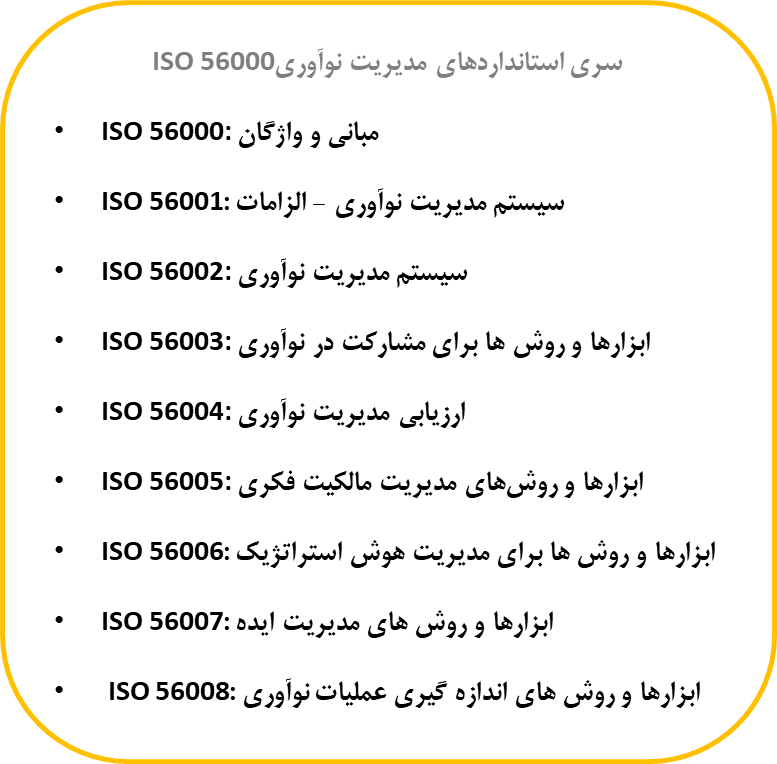 سری استانداردهای مدیریت نوآوری ISO 56000
• ISO 56000: مبانی و واژگان
• ISO 56001: سیستم مدیریت نوآوری – الزامات
• ISO 56002: سیستم مدیریت نوآوری
• ISO 56003: ابزارها و روش ها برای مشارکت در نوآوری
• ISO 56004: ارزیابی مدیریت نوآوری
• ISO 56005: ابزارها و روش‌های مدیریت مالکیت فکری
• ISO 56006: ابزارها و روش ها برای مدیریت هوش استراتژیک
• ISO 56007: ابزارها و روش های مدیریت ایده
• ISO 56008: ابزارها و روش های اندازه گیری عملیات نوآوری